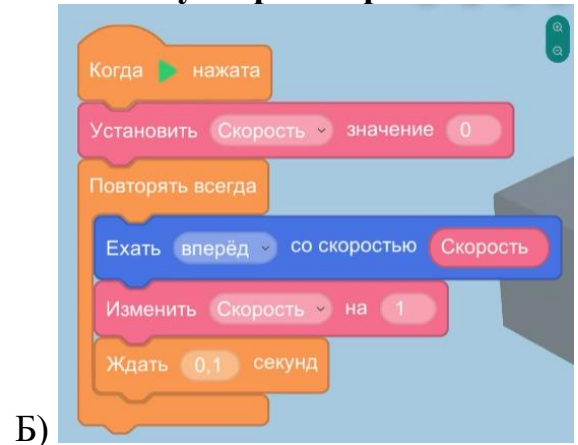 Когда нажата
Установить Скорость значение 0
Повторять всегда
Ехать вперёд со скоростью Скорость
Изменить Скорость на 1
Ждать 0,1 секунд
Б)